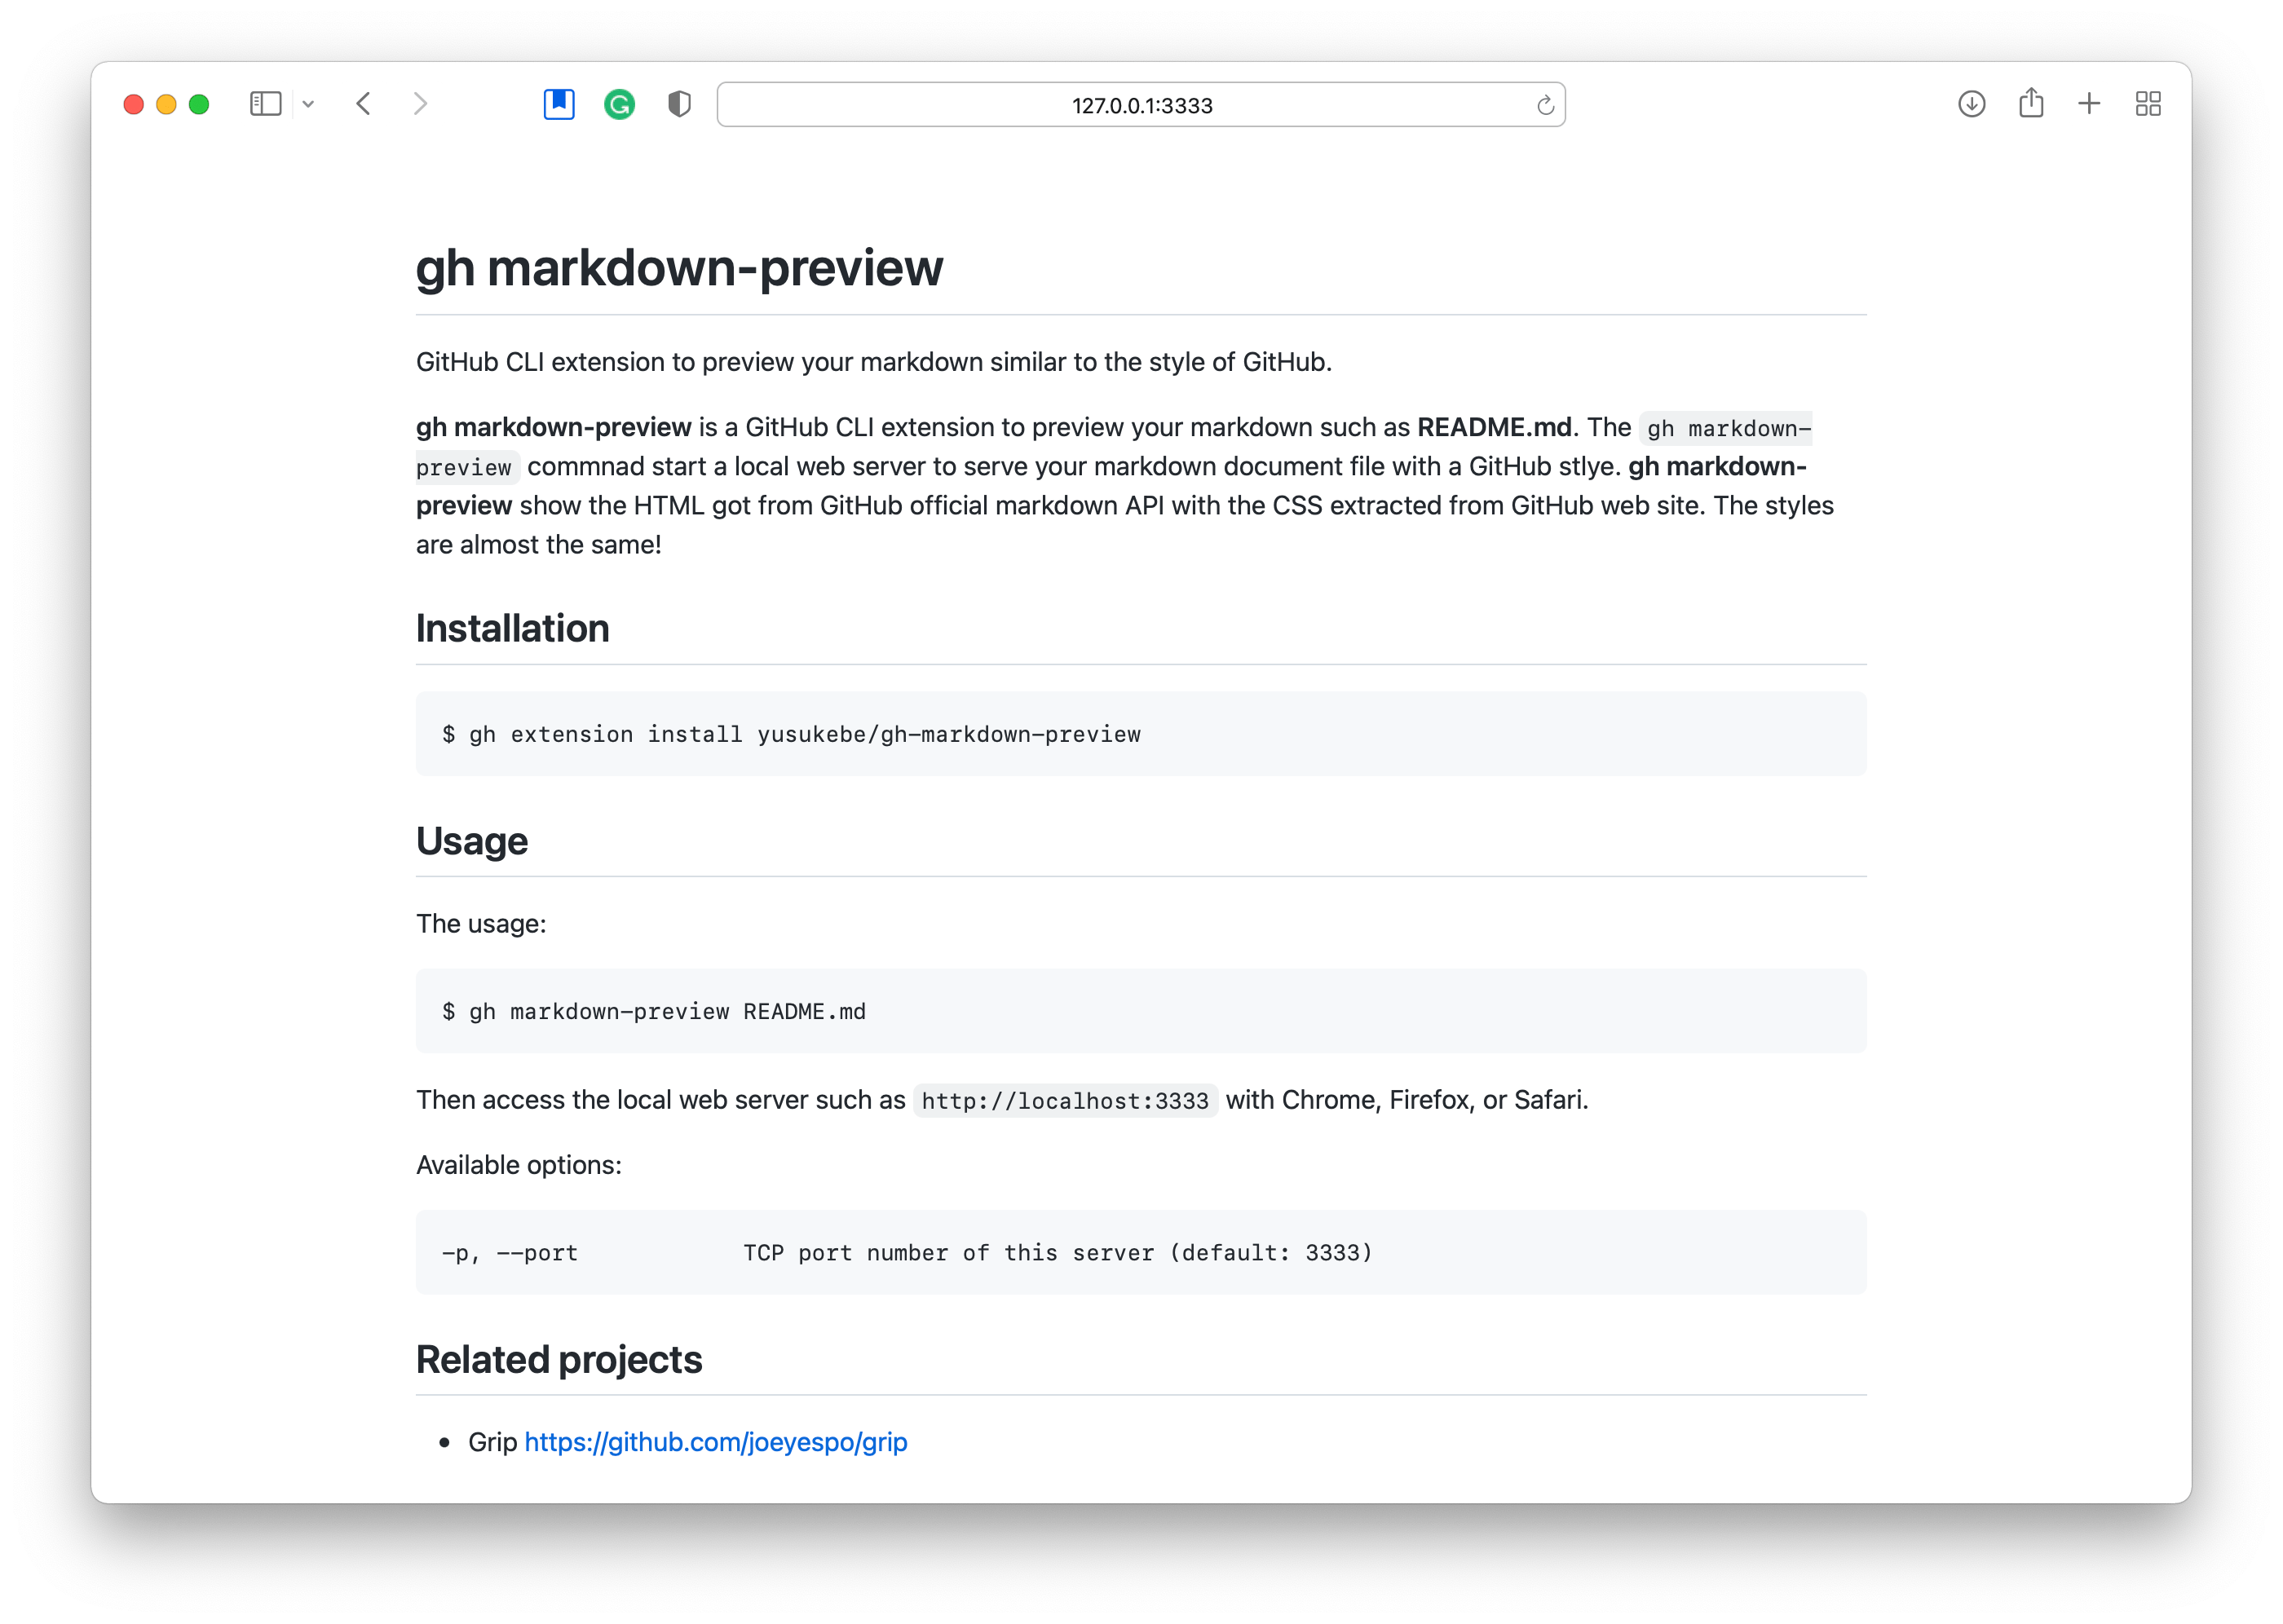 127.0.0.1:3333
gh markdown-preview
GitHub CLI extension to preview your markdown similar to the style of GitHub.
gh markdown-preview is a GitHub CLI extension to preview your markdown such as README.md. The gh markdown-
preview commnad start a local web server to serve your markdown document file with a GitHub stlye. gh markdown-
preview show the HTML got from GitHub official markdown API with the CSS extracted from GitHub web site. The styles
are almost the same!
Installation
$ gh extension install yusukebe/gh-markdown-preview
Usage
The usage:
$ gh markdown-preview README.md
Then access the local web server such as http://localhost:3333 with Chrome, Firefox, or Safari.
Available options:
-p, --port            TCP port number of this server (default: 3333)
Related projects
• Grip https://github.com/joeyespo/grip